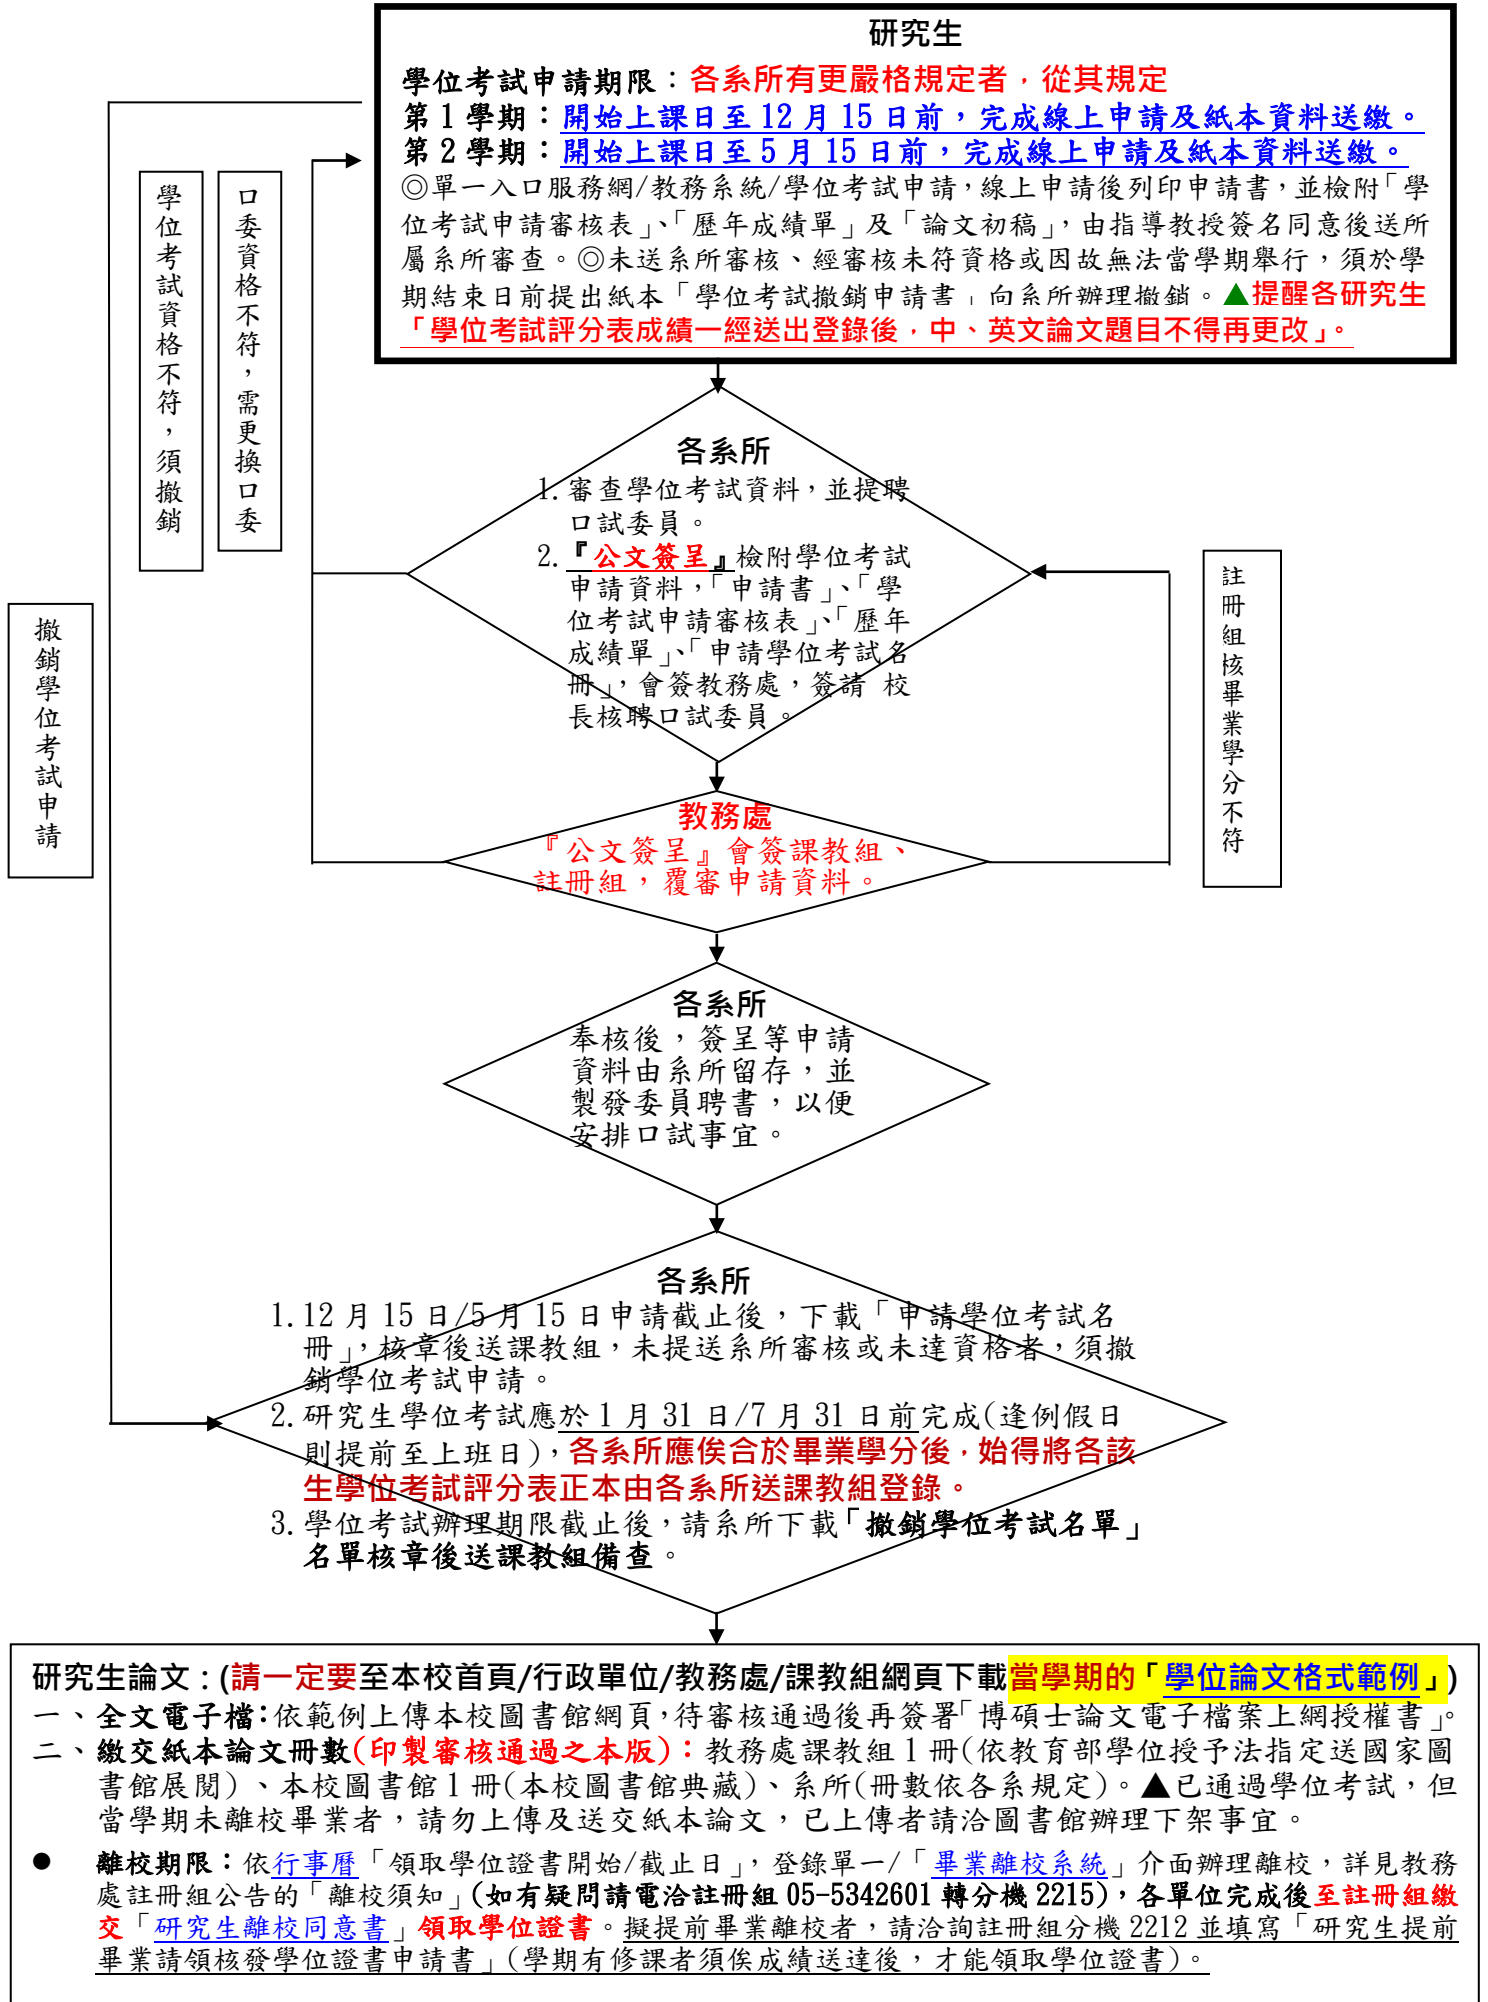 研究生
學位考試申請期限：各系所有更嚴格規定者，從其規定
第1學期：開始上課日至12月15日前，完成線上申請及紙本資料送繳。
第2學期：開始上課日至5月15日前，完成線上申請及紙本資料送繳。
◎單一入口服務網/教務系統/學位考試申請，線上申請後列印申請書，並檢附「學
位考試申請審核表」、「歷年成績單」及「論文初稿」，由指導教授簽名同意後送所
屬系所審查。◎未送系所審核、經審核未符資格或因故無法當學期舉行，須於學
期結束日前提出紙本「學位考試撤銷申請書」向系所辦理撤銷。▲提醒各研究生
「學位考試評分表成績一經送出登錄後，中、英文論文題目不得再更改」。
學位考試資格不符，須撤銷
口委資格不符，需更換口委
各系所
1.審查學位考試資料，並提聘
口試委員。
2.『公文簽呈』檢附學位考試
申請資料，「申請書」、「學
位考試申請審核表」、「歷年
成績單」、「申請學位考試名
冊」，會簽教務處，簽請 校
長核聘口試委員。
註冊組核畢業學分不符
撤銷學位考試申請
教務處
『公文簽呈』會簽課教組、
註冊組，覆審申請資料。
各系所
奉核後，簽呈等申請
資料由系所留存，並
製發委員聘書，以便
安排口試事宜。
各系所
1.12月15日/5月15日申請截止後，下載「申請學位考試名
冊」，核章後送課教組，未提送系所審核或未達資格者，須撤
銷學位考試申請。
2.研究生學位考試應於1月31日/7月31日前完成(逢例假日
則提前至上班日)，各系所應俟合於畢業學分後，始得將各該
生學位考試評分表正本由各系所送課教組登錄。
3.學位考試辦理期限截止後，請系所下載「撤銷學位考試名單」
名單核章後送課教組備查。
研究生論文：(請一定要至本校首頁/行政單位/教務處/課教組網頁下載當學期的「學位論文格式範例」)
一、全文電子檔：依範例上傳本校圖書館網頁，待審核通過後再簽署「博碩士論文電子檔案上網授權書」。
二、繳交紙本論文冊數(印製審核通過之本版)：教務處課教組1冊(依教育部學位授予法指定送國家圖
書館展閱)、本校圖書館1冊(本校圖書館典藏)、系所(冊數依各系規定)。▲已通過學位考試，但
當學期未離校畢業者，請勿上傳及送交紙本論文，已上傳者請洽圖書館辦理下架事宜。
● 離校期限：依行事曆「領取學位證書開始/截止日」，登錄單一/「畢業離校系統」介面辦理離校，詳見教務
處註冊組公告的「離校須知」(如有疑問請電洽註冊組05-5342601轉分機2215)，各單位完成後至註冊組繳
交「研究生離校同意書」領取學位證書。擬提前畢業離校者，請洽詢註冊組分機2212並填寫「研究生提前
畢業請領核發學位證書申請書」(學期有修課者須俟成績送達後，才能領取學位證書)。